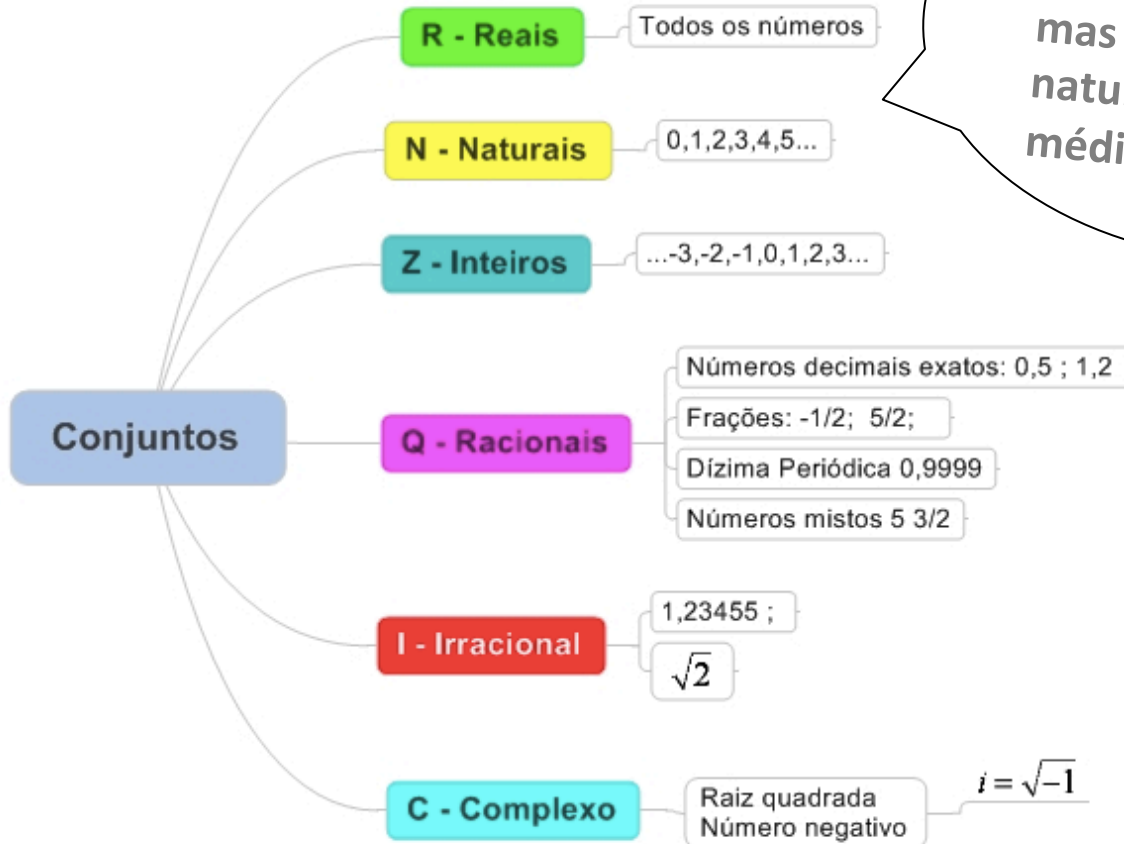 R - Reais
Todos os números
mas
N - Naturais
0,1,2,3,4,5...
Z - Inteiros
...-3,-2,-1,0,1,2,3...
Conjuntos
Q - Racionais
Números decimais exatos: 0,5 ; 1,2
Frações: -1/2; 5/2;
Dízima Periódica 0,9999
Números mistos 5 3/2
I - Irracional
1,23455 ;
√2
C - Complexo
Raiz quadrada
Número negativo
i = √-1